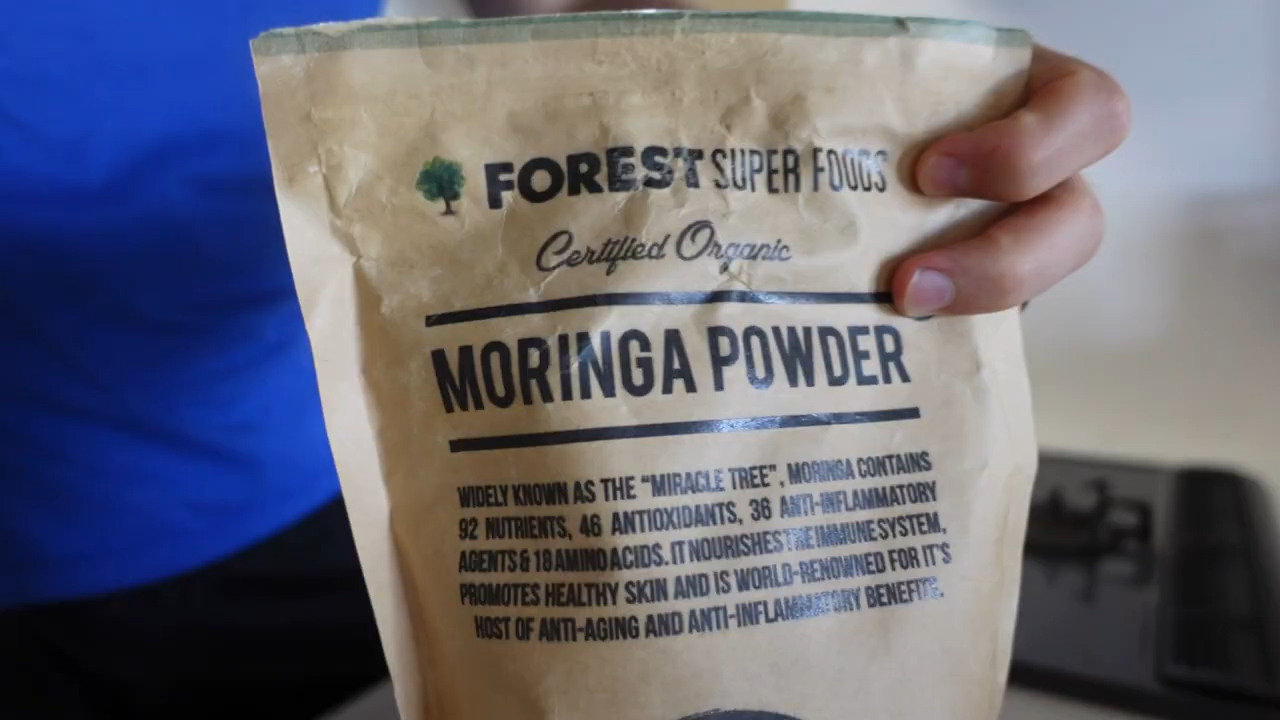 FOREST SUPER FOODS
Certified Organic
MORINGA POWDER
WIDELY KNOWN AS THE "MIRACLE TREE", MORINGA CONTAINS
92 NUTRIENTS, 46 ANTIOXIDANTS, 36 ANTI-INFLAMMATORY
AGENTS & 18 AMINO ACIDS. IT NOURISHES THE IMMUNE SYSTEM,
PROMOTES HEALTHY SKIN AND IS WORLD-RENOWNED FOR IT'S
HOST OF ANTI-AGING AND ANTI-INFLAMMATORY BENEFITS.